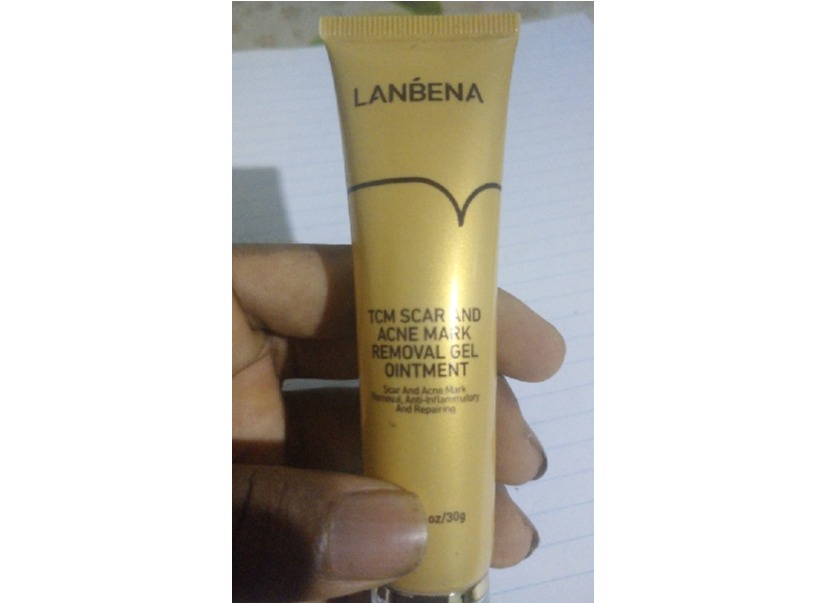 LANBENA
TCM SCAR AND
ACNE MARK
REMOVAL GEL
OINTMENT
Scar And Acne Mark
Removal, Anti-Inflammatory
And Repairing
oz/30g